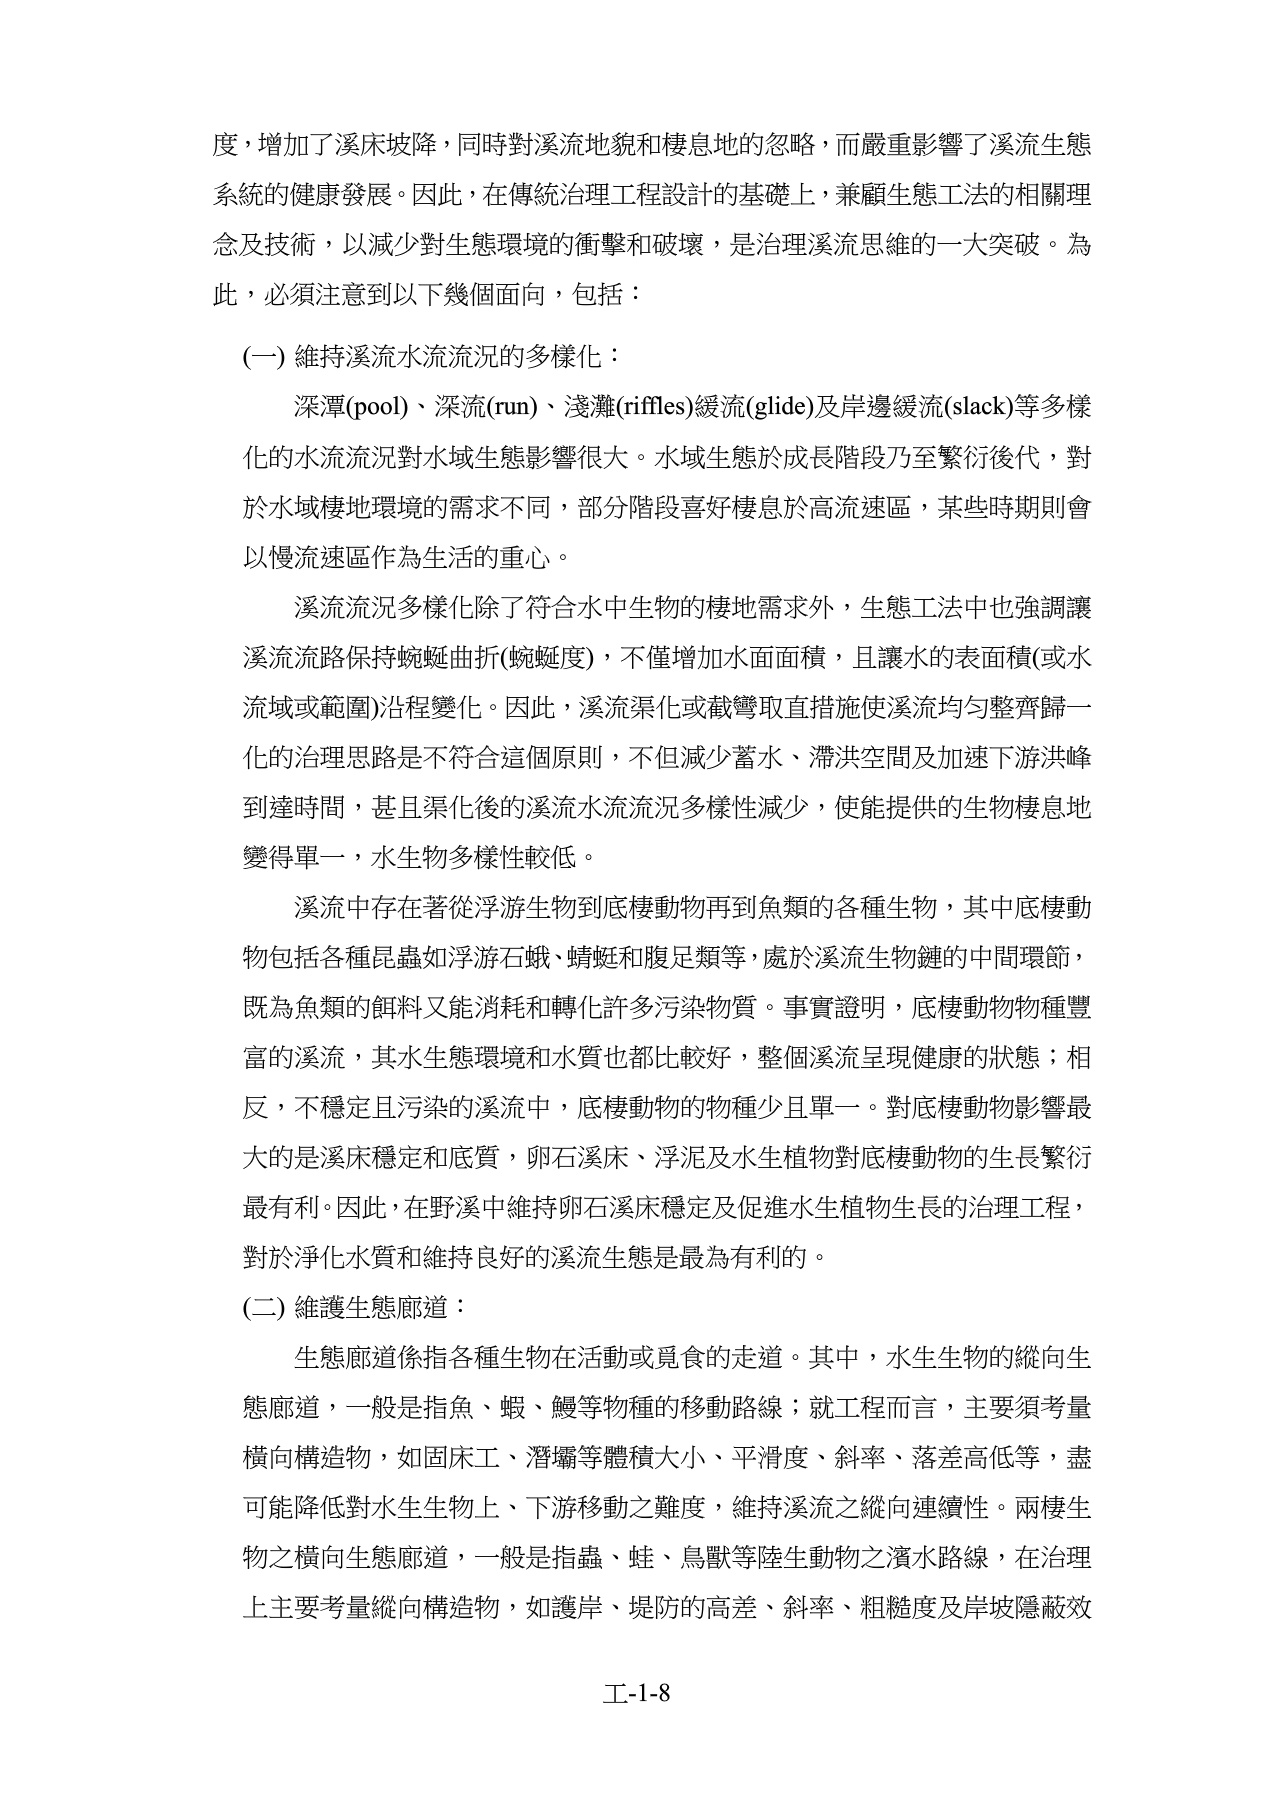 度，增加了溪床坡降，同時對溪流地貌和棲息地的忽略，而嚴重影響了溪流生態
系統的健康發展。因此，在傳統治理工程設計的基礎上，兼顧生態工法的相關理
念及技術，以減少對生態環境的衝擊和破壞，是治理溪流思維的一大突破。為
此，必須注意到以下幾個面向，包括：
(一) 維持溪流水流流況的多樣化：
深潭(pool)、深流(run)、淺灘(riffles)緩流(glide)及岸邊緩流(slack)等多樣
化的水流流況對水域生態影響很大。水域生態於成長階段乃至繁衍後代，對
於水域棲地環境的需求不同，部分階段喜好棲息於高流速區，某些時期則會
以慢流速區作為生活的重心。
溪流流況多樣化除了符合水中生物的棲地需求外，生態工法中也強調讓
溪流流路保持蜿蜒曲折(蜿蜒度)，不僅增加水面面積，且讓水的表面積(或水
流域或範圍)沿程變化。因此，溪流渠化或截彎取直措施使溪流均勻整齊歸一
化的治理思路是不符合這個原則，不但減少蓄水、滯洪空間及加速下游洪峰
到達時間，甚且渠化後的溪流水流流況多樣性減少，使能提供的生物棲息地
變得單一，水生物多樣性較低。
溪流中存在著從浮游生物到底棲動物再到魚類的各種生物，其中底棲動
物包括各種昆蟲如浮游石蛾、蜻蜓和腹足類等，處於溪流生物鏈的中間環節，
既為魚類的餌料又能消耗和轉化許多污染物質。事實證明，底棲動物物種豐
富的溪流，其水生態環境和水質也都比較好，整個溪流呈現健康的狀態；相
反，不穩定且污染的溪流中，底棲動物的物種少且單一。對底棲動物影響最
大的是溪床穩定和底質，卵石溪床、浮泥及水生植物對底棲動物的生長繁衍
最有利。因此，在野溪中維持卵石溪床穩定及促進水生植物生長的治理工程，
對於淨化水質和維持良好的溪流生態是最為有利的。
(二) 維護生態廊道：
生態廊道係指各種生物在活動或覓食的走道。其中，水生生物的縱向生
態廊道，一般是指魚、蝦、鰻等物種的移動路線；就工程而言，主要須考量
橫向構造物，如固床工、潛壩等體積大小、平滑度、斜率、落差高低等，盡
可能降低對水生生物上、下游移動之難度，維持溪流之縱向連續性。兩棲生
物之橫向生態廊道，一般是指蟲、蛙、鳥獸等陸生動物之濱水路線，在治理
上主要考量縱向構造物，如護岸、堤防的高差、斜率、粗糙度及岸坡隱蔽效
工-1-8